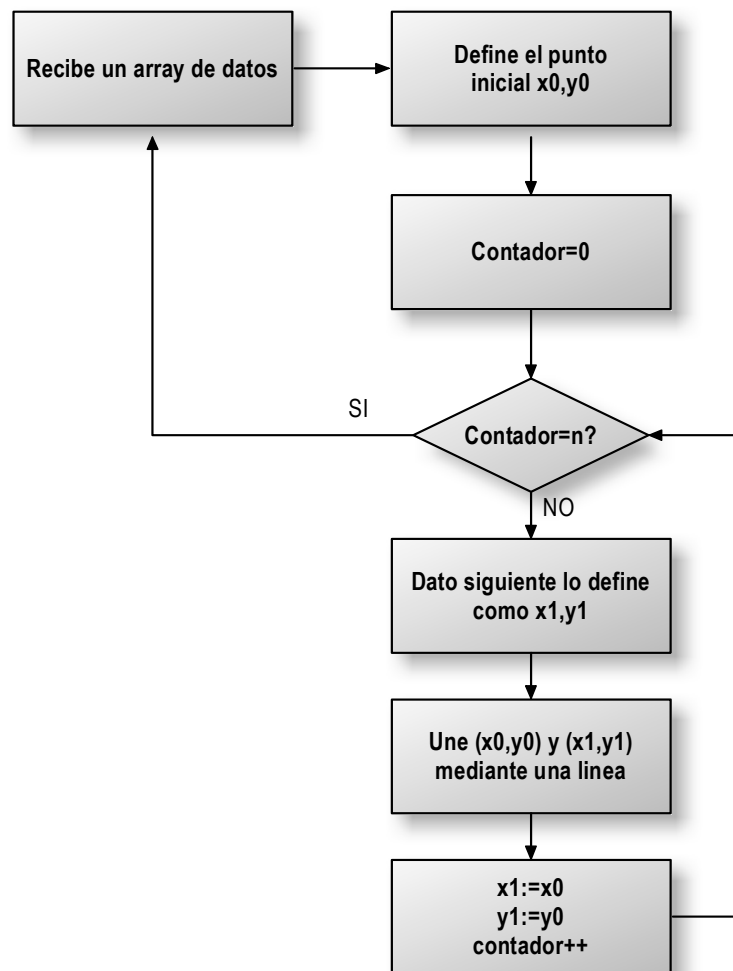 Recibe un array de datos
Define el punto
inicial x0,y0
Contador=0
SI
Contador=n?
NO
Dato siguiente lo define
como x1,y1
Une (x0,y0) y (x1,y1)
mediante una linea
x1:=x0
y1:=y0
contador++